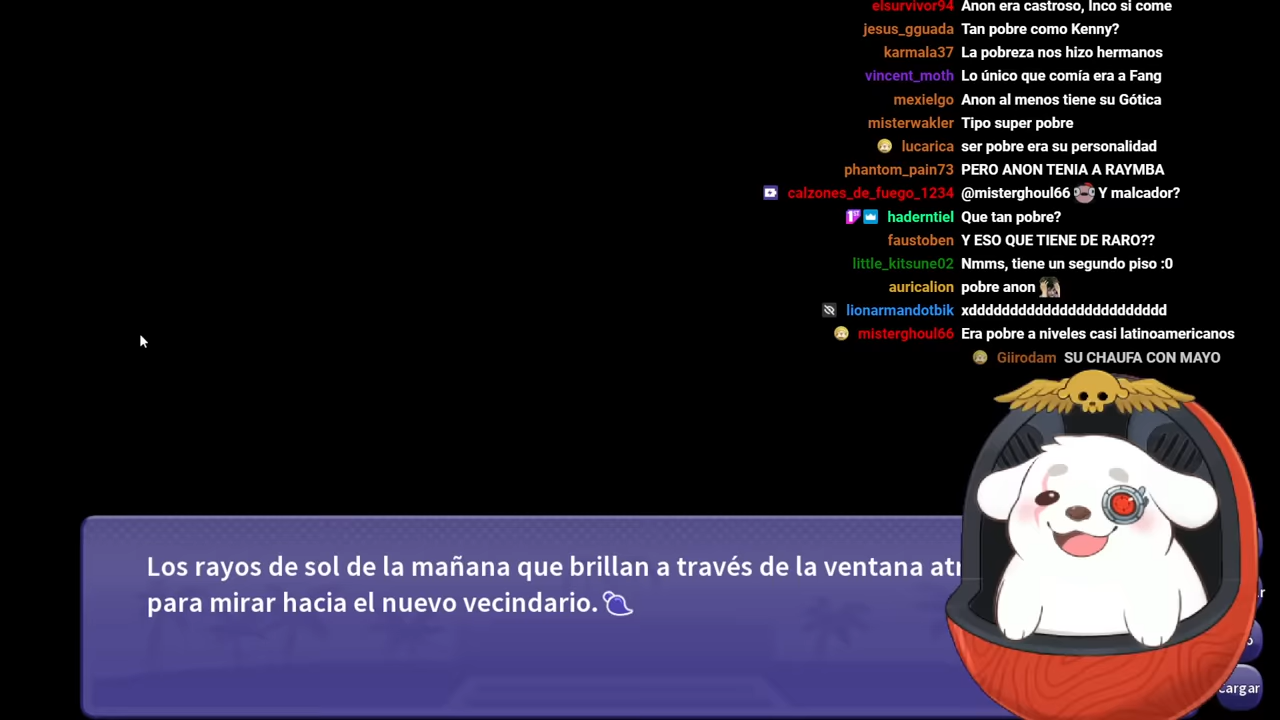 elsurvivor94 Anon era castroso, Inco si come
jesus_gguada Tan pobre como Kenny?
karmala37 La pobreza nos hizo hermanos
vincent_moth Lo único que comía era a Fang
mexielgo Anon al menos tiene su Gótica
misterwakler Tipo super pobre
lucarica ser pobre era su personalidad
phantom_pain73 PERO ANON TENIA A RAYMBA
calzones_de_fuego_1234 @misterghoul66 Y malcador?
haderntiel Que tan pobre?
faustoben Y ESO QUE TIENE DE RARO??
little_kitsune02 Nmms, tiene un segundo piso :0
auricalion pobre anon
lionarmandotbik xddddddddddddddddddddddd
misterghoul66 Era pobre a niveles casi latinoamericanos
Giirodam SU CHAUFA CON MAYO
Los rayos de sol de la mañana que brillan a través de la ventana
para mirar hacia el nuevo vecindario.
Cargar